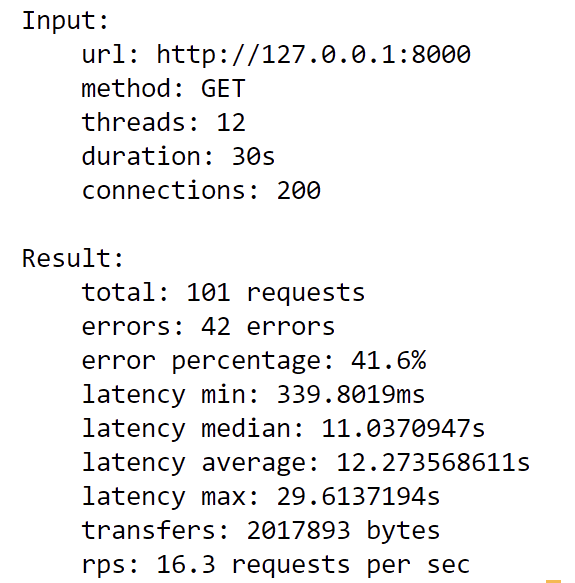 Input:
url: http://127.0.0.1:8000
method: GET
threads: 12
duration: 30s
connections: 200
Result:
total: 101 requests
errors: 42 errors
error percentage: 41.6%
latency min: 339.8019ms
latency median: 11.0370947s
latency average: 12.273568611s
latency max: 29.6137194s
transfers: 2017893 bytes
rps: 16.3 requests per sec